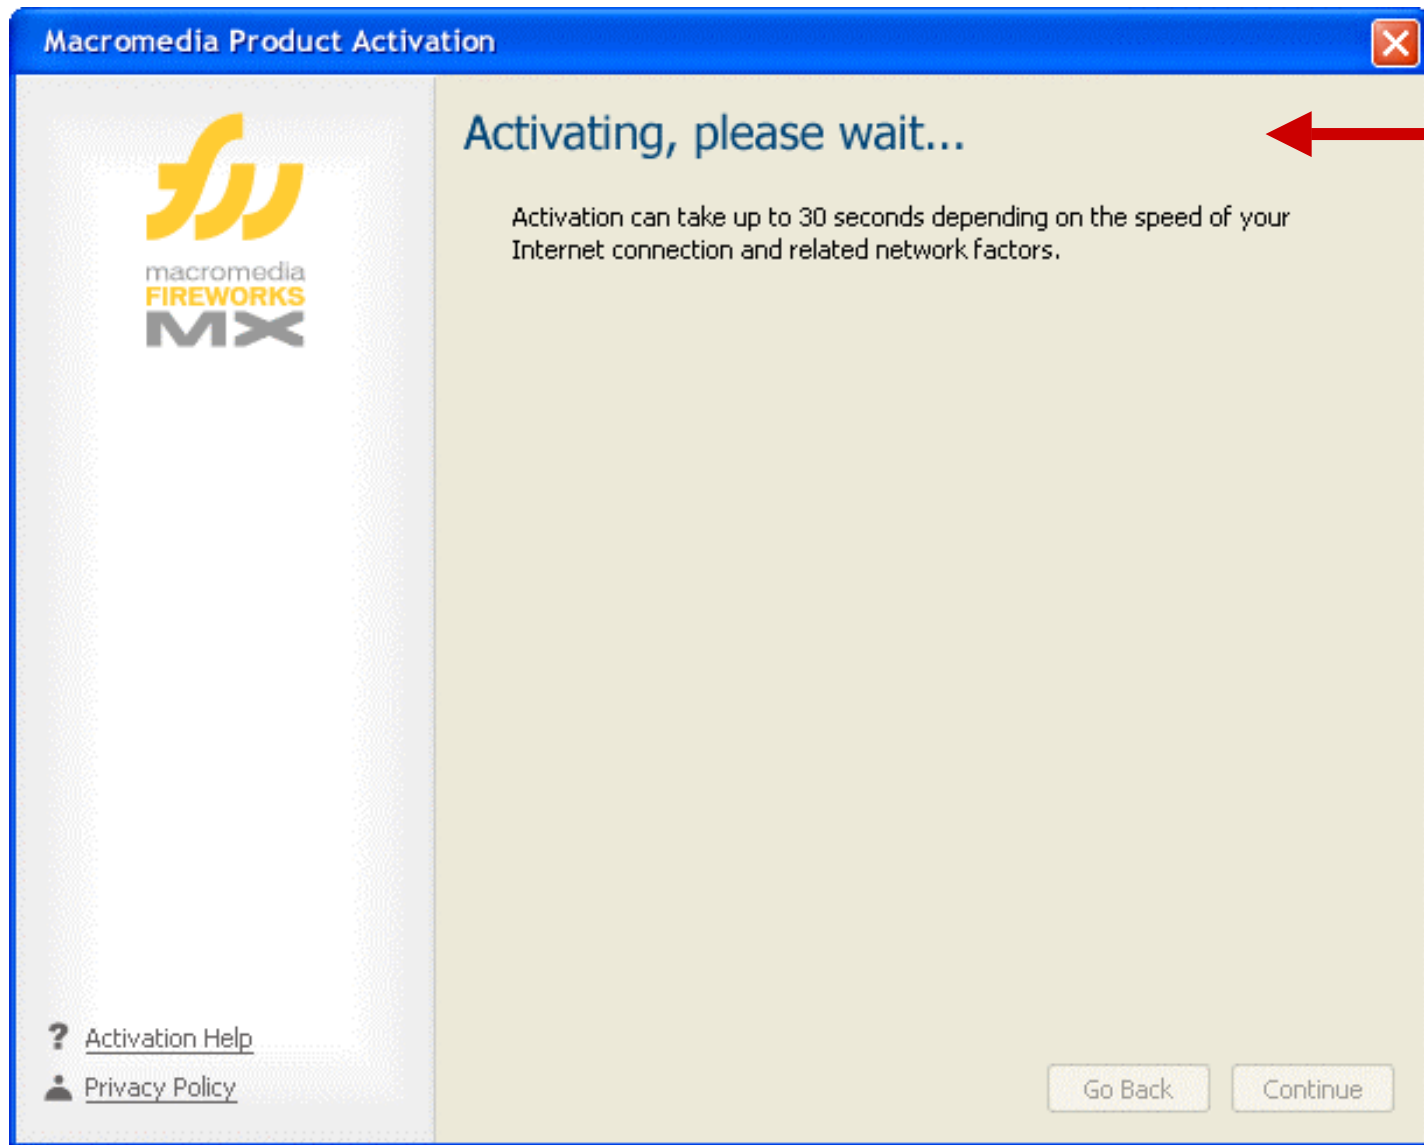 Macromedia Product Activation
fw
macromedia
FIREWORKS
MX
Activating, please wait...
Activation can take up to 30 seconds depending on the speed of your
Internet connection and related network factors.
? Activation Help
Privacy Policy
Go Back
Continue